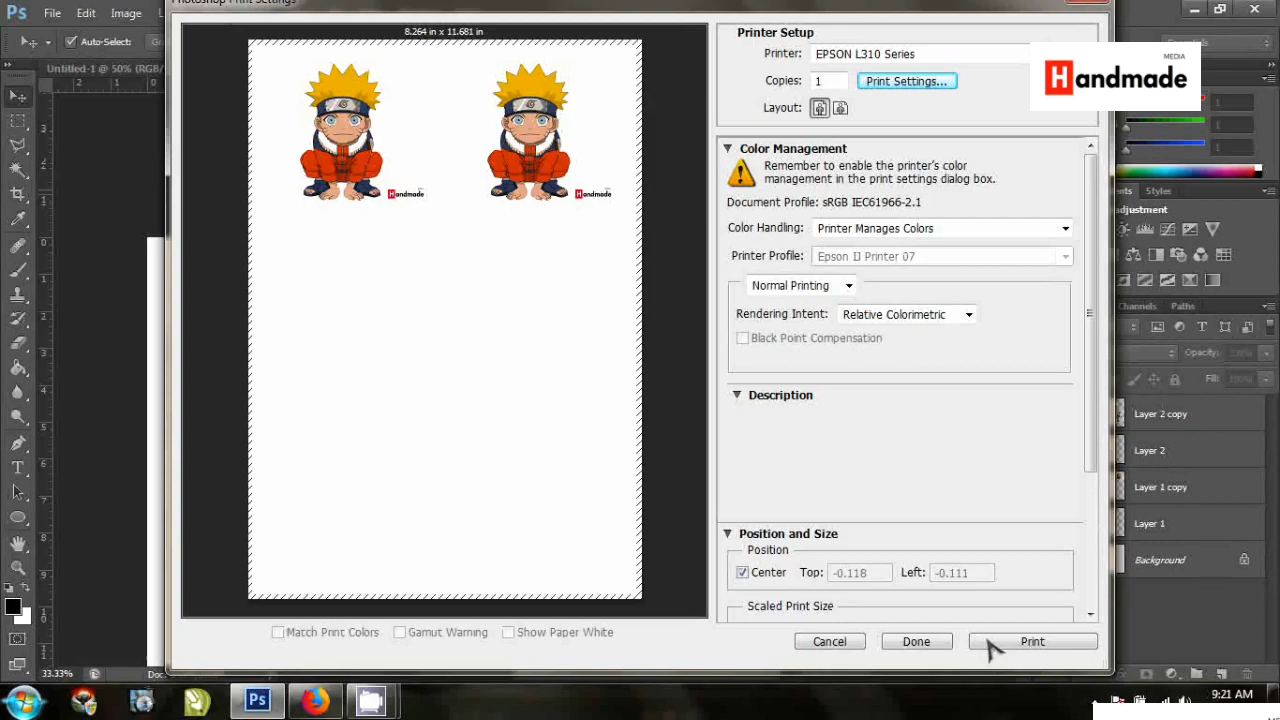 Photoshop Print Settings
Ps
File
Auto-Select:
Untitled-1 @ 50% (RGB/
8.264 in x 11.681 in
Handmade
Handmade
Match Print Colors
Gamut Warning
Show Paper White
Printer Setup
Printer: EPSON L310 Series
Copies: 1 Print Settings...
Layout:
MEDIA
Handmade
Color Management
Remember to enable the printer's color
management in the print settings dialog box.
Document Profile: sRGB IEC61966-2.1
Color Handling: Printer Manages Colors
Printer Profile: Epson IJ Printer 07
Normal Printing
Rendering Intent: Relative Colorimetric
Black Point Compensation
Description
Position and Size
Position
Center Top: -0.118 Left: -0.111
Scaled Print Size
Cancel Done Print
Essentials
Styles
Channels Paths
Opacity: 100%
Fill: 100%
Layer 2 copy
Layer 2
Layer 1 copy
Layer 1
Background
33.33%
Doc
Ps
9:21 AM